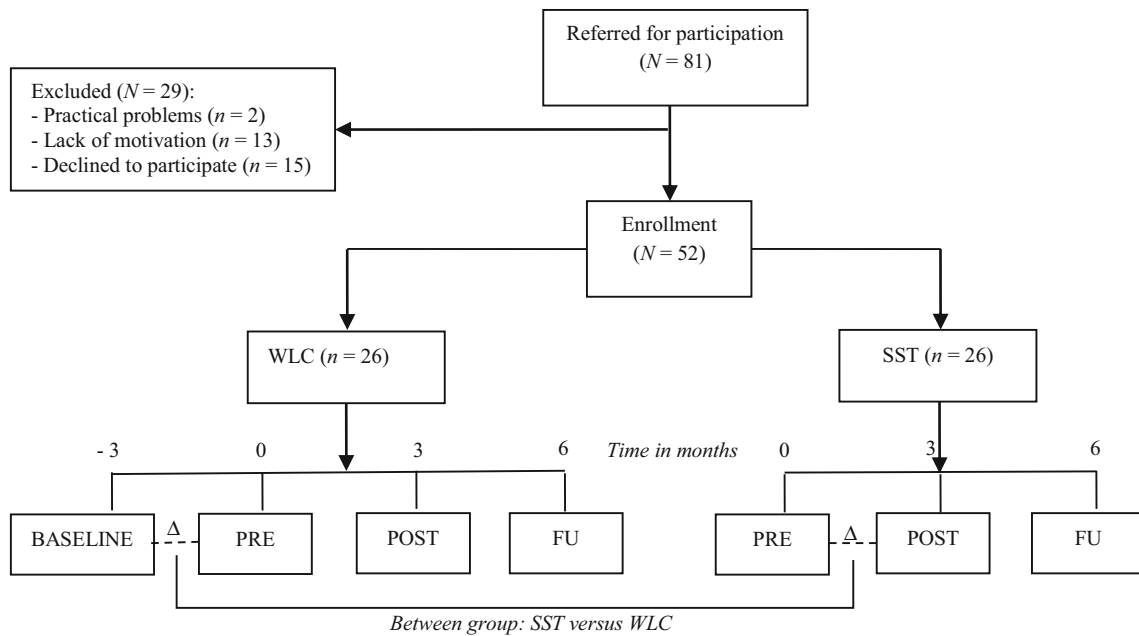 Referred for participation
(N = 81)
Excluded (N = 29):
- Practical problems (n = 2)
- Lack of motivation (n = 13)
- Declined to participate (n = 15)
Enrollment
(N = 52)
WLC (n = 26)
SST (n = 26)
- 3 0 3 6 Time in months 0 3 6
BASELINE Δ PRE POST FU PRE Δ POST FU
Between group: SST versus WLC